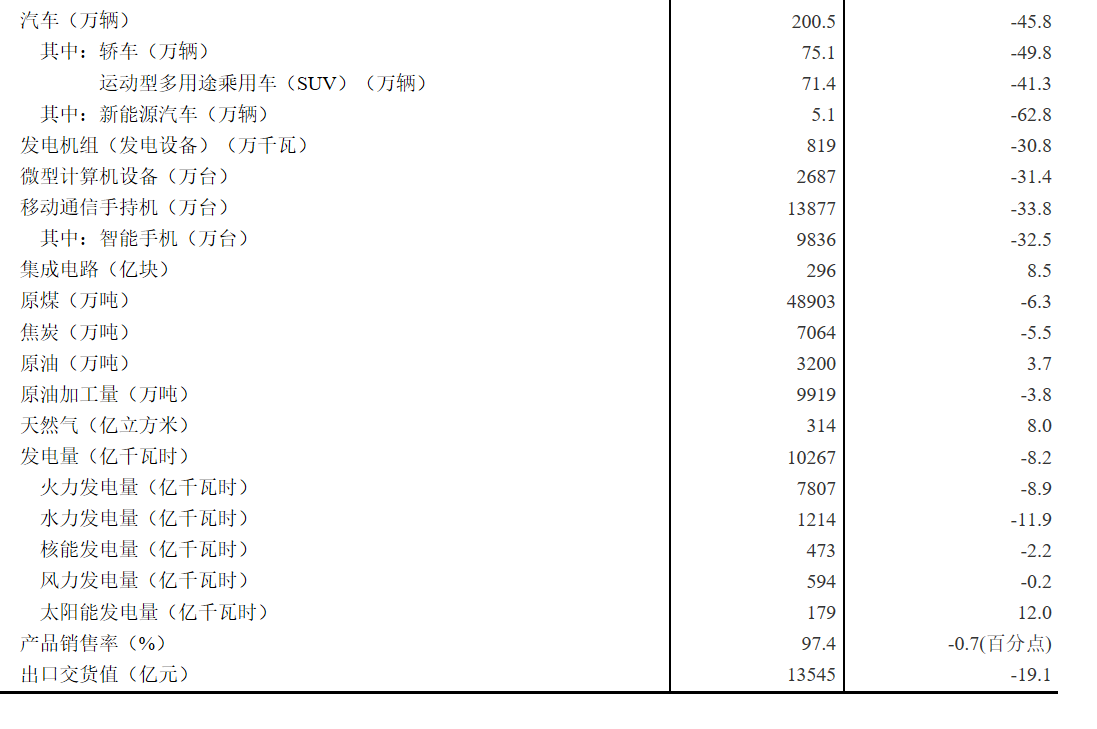 汽车（万辆） 200.5 -45.8
其中：轿车（万辆） 75.1 -49.8
运动型多用途乘用车（SUV）（万辆） 71.4 -41.3
其中：新能源汽车（万辆） 5.1 -62.8
发电机组（发电设备）（万千瓦） 819 -30.8
微型计算机设备（万台） 2687 -31.4
移动通信手持机（万台） 13877 -33.8
其中：智能手机（万台） 9836 -32.5
集成电路（亿块） 296 8.5
原煤（万吨） 48903 -6.3
焦炭（万吨） 7064 -5.5
原油（万吨） 3200 3.7
原油加工量（万吨） 9919 -3.8
天然气（亿立方米） 314 8.0
发电量（亿千瓦时） 10267 -8.2
火力发电量（亿千瓦时） 7807 -8.9
水力发电量（亿千瓦时） 1214 -11.9
核能发电量（亿千瓦时） 473 -2.2
风力发电量（亿千瓦时） 594 -0.2
太阳能发电量（亿千瓦时） 179 12.0
产品销售率（%） 97.4 -0.7(百分点)
出口交货值（亿元） 13545 -19.1